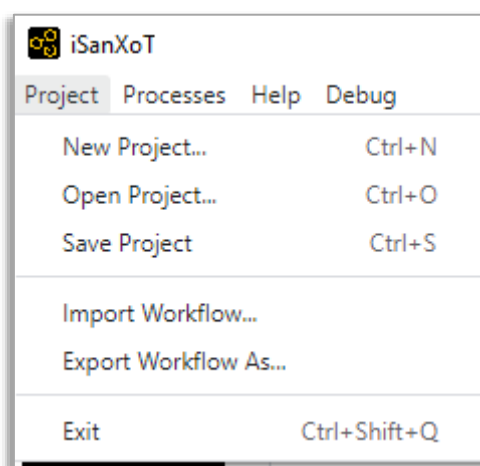 iSanXoT
Project Processes Help Debug
New Project... Ctrl+N
Open Project... Ctrl+O
Save Project Ctrl+S
Import Workflow...
Export Workflow As...
Exit Ctrl+Shift+Q